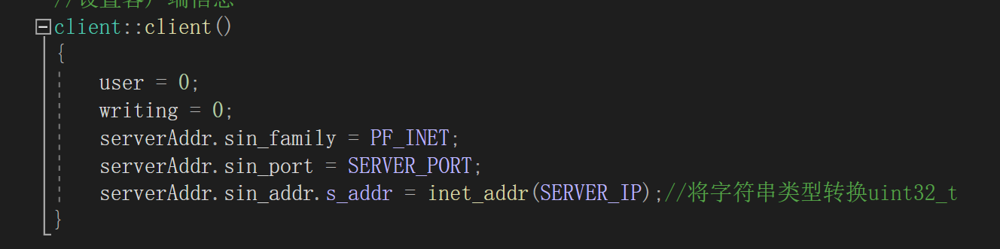 //设置客户端信息
client::client()
{
user = 0;
writing = 0;
serverAddr.sin_family = PF_INET;
serverAddr.sin_port = SERVER_PORT;
serverAddr.sin_addr.s_addr = inet_addr(SERVER_IP);//将字符串类型转换uint32_t
}